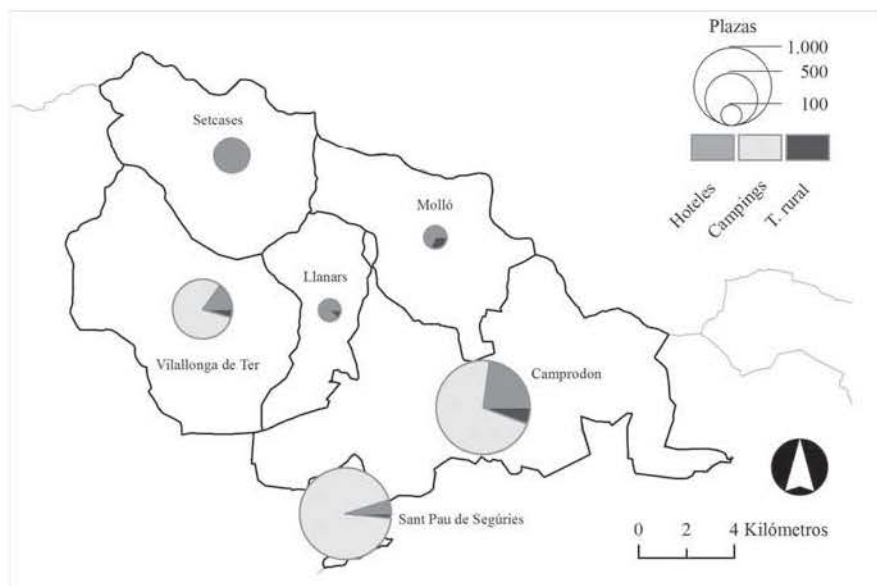 Plazas
1.000
500
100
Hoteles
Campings
T. rural
Setcases
Molló
Llanars
Vilallonga de Ter
Camprodon
Sant Pau de Segúries
0 2 4 Kilómetros